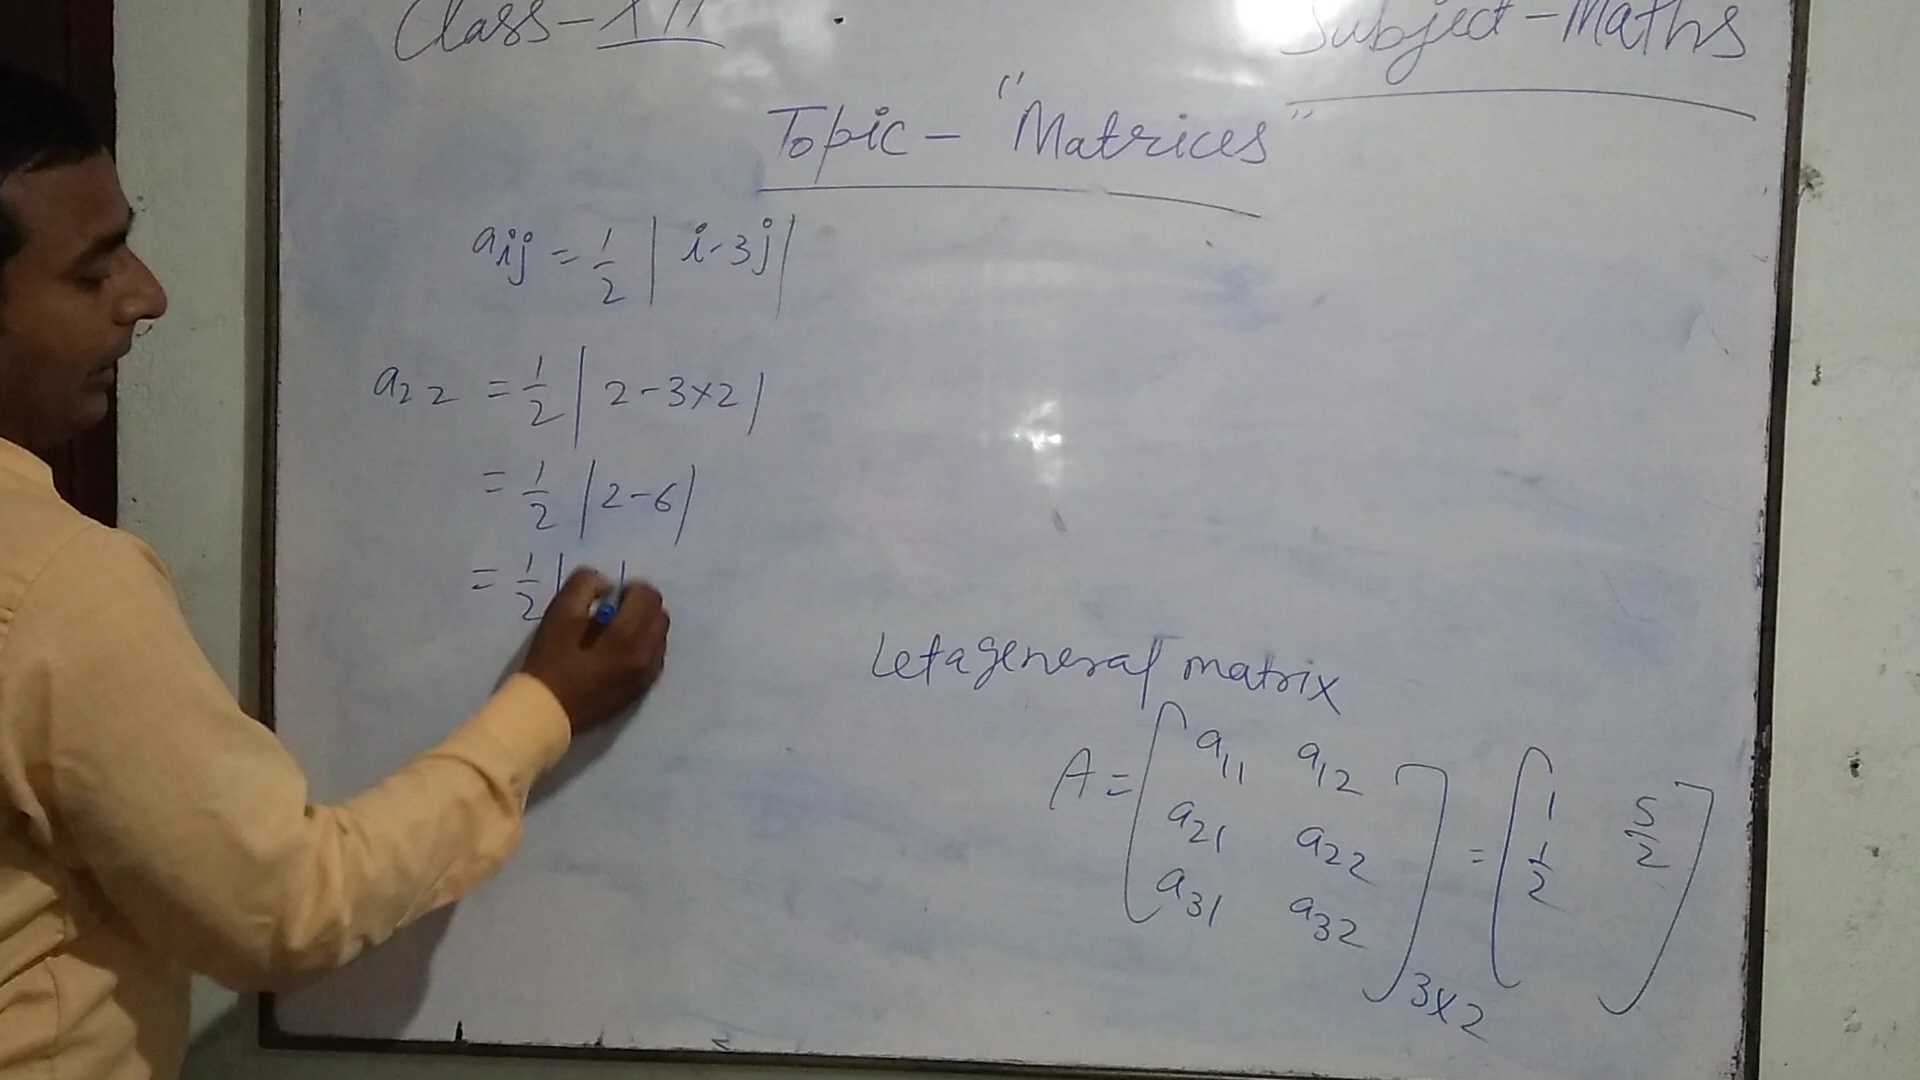 Class - XII
Subject - Maths
Topic - "Matrices"
aij = 1/2 | i-3j |
a22 = 1/2 | 2-3×2 |
= 1/2 | 2-6 |
= 1/2 |
Let a general matrix
A = [ a11 a12 ] = [ 1 5/2 ]
a21 a22 1/2
a31 a32
3×2